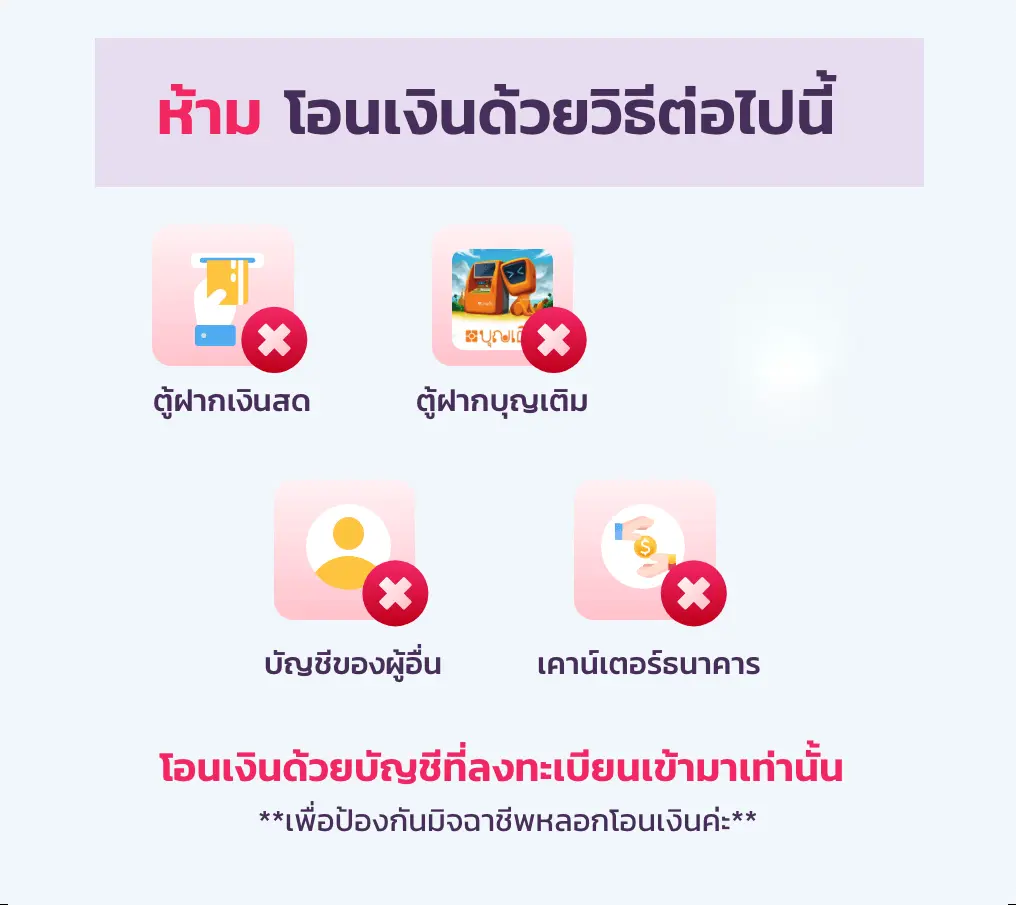 ห้าม โอนเงินด้วยวิธีต่อไปนี้
ตู้ฝากเงินสด
ตู้ฝากบุญเติม
บัญชีของผู้อื่น
เคาน์เตอร์ธนาคาร
โอนเงินด้วยบัญชีที่ลงทะเบียนเข้ามาเท่านั้น
**เพื่อป้องกันมิจฉาชีพหลอกโอนเงินค่ะ**